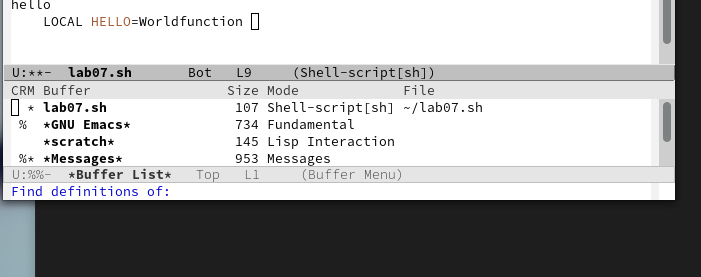 hello
    LOCAL HELLO=Worldfunction
U:**-  lab07.sh       Bot   L9     (Shell-script[sh])
CRM Buffer                 Size Mode             File
  * lab07.sh                107 Shell-script[sh] ~/lab07.sh
 %  *GNU Emacs*             734 Fundamental
    *scratch*               145 Lisp Interaction
 %* *Messages*              953 Messages
U:%%-  *Buffer List*   Top   L1     (Buffer Menu)
Find definitions of: